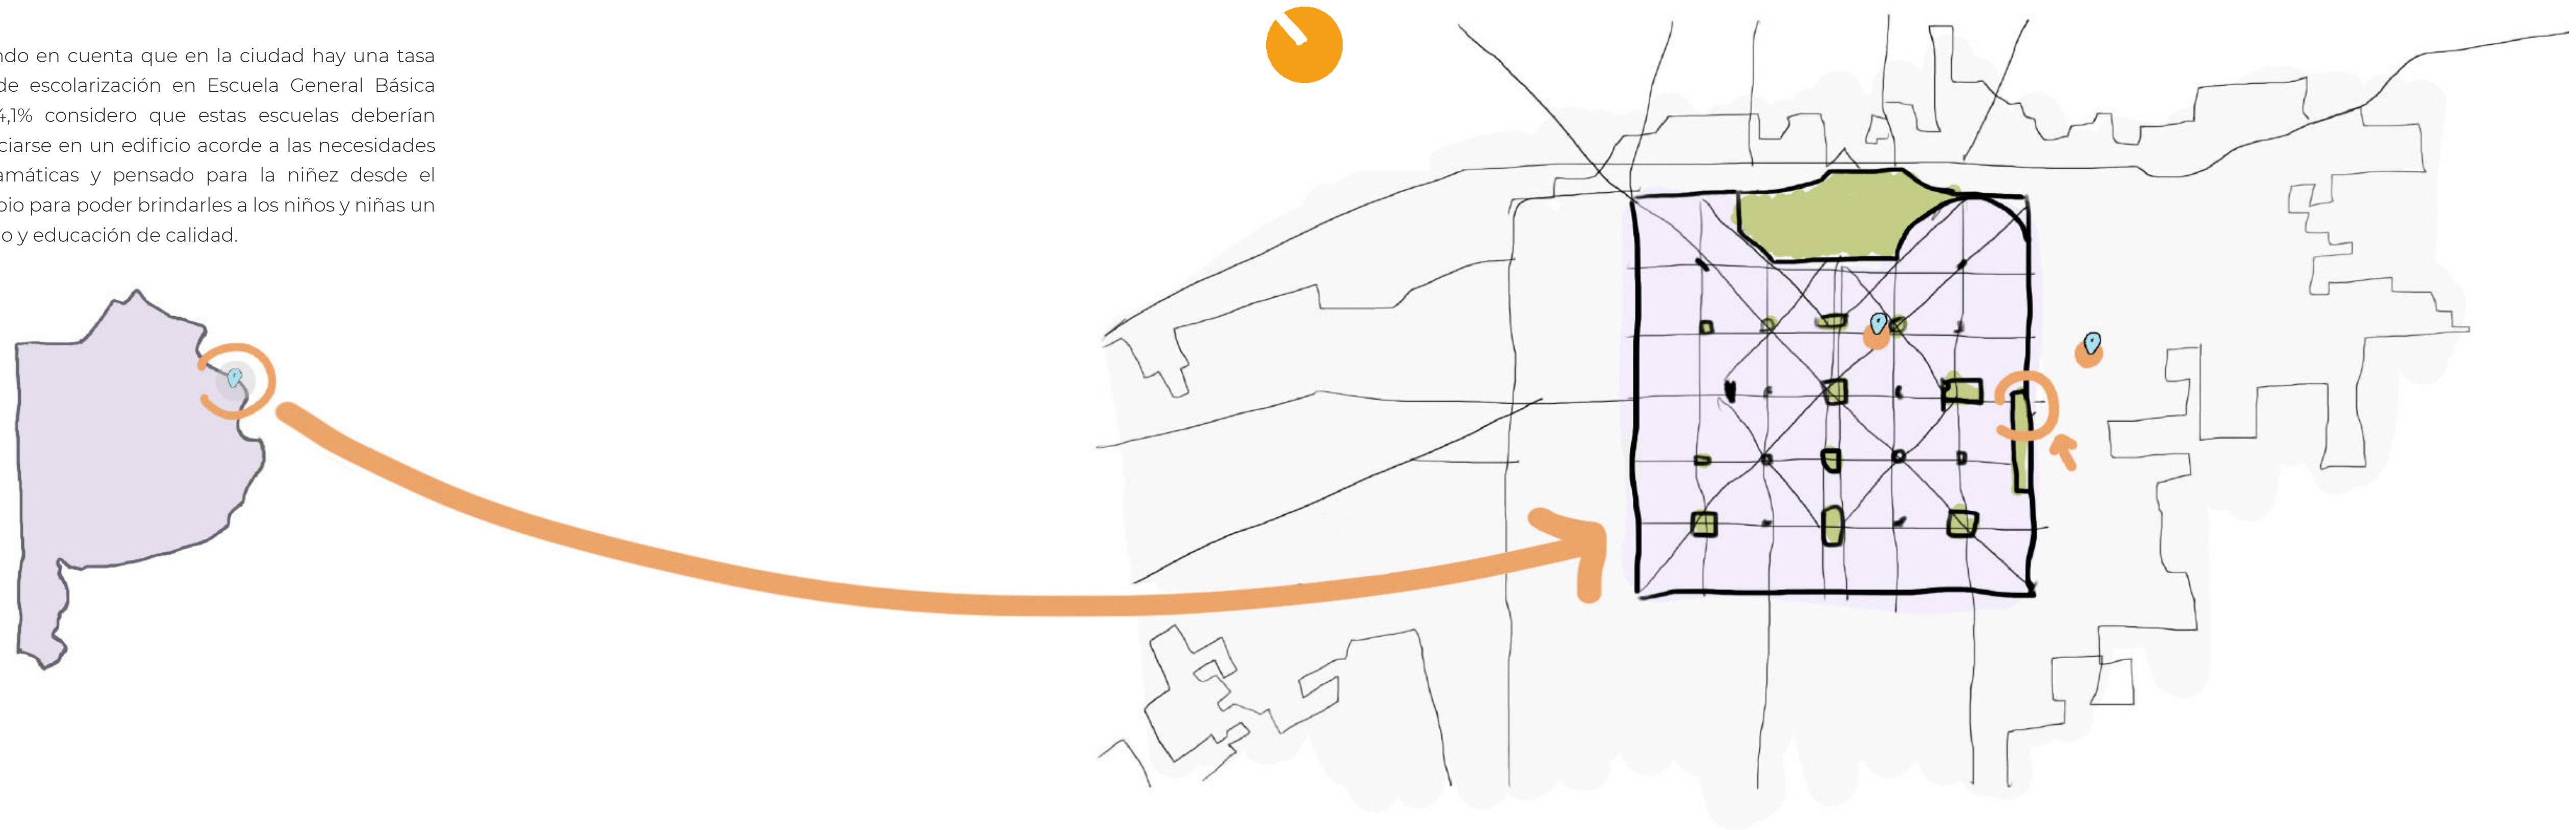 ndo en cuenta que en la ciudad hay una tasa
de escolarización en Escuela General Básica
4,1% considero que estas escuelas deberían
ciarse en un edificio acorde a las necesidades
amáticas y pensado para la niñez desde el
pio para poder brindarles a los niños y niñas un
o y educación de calidad.